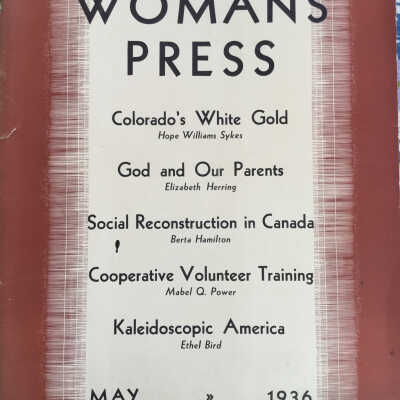 WOMANS
PRESS
Colorado's White Gold
Hope Williams Sykes
God and Our Parents
Elizabeth Herring
Social Reconstruction in Canada
Berta Hamilton
Cooperative Volunteer Training
Mabel Q. Power
Kaleidoscopic America
Ethel Bird
MAY » 1936